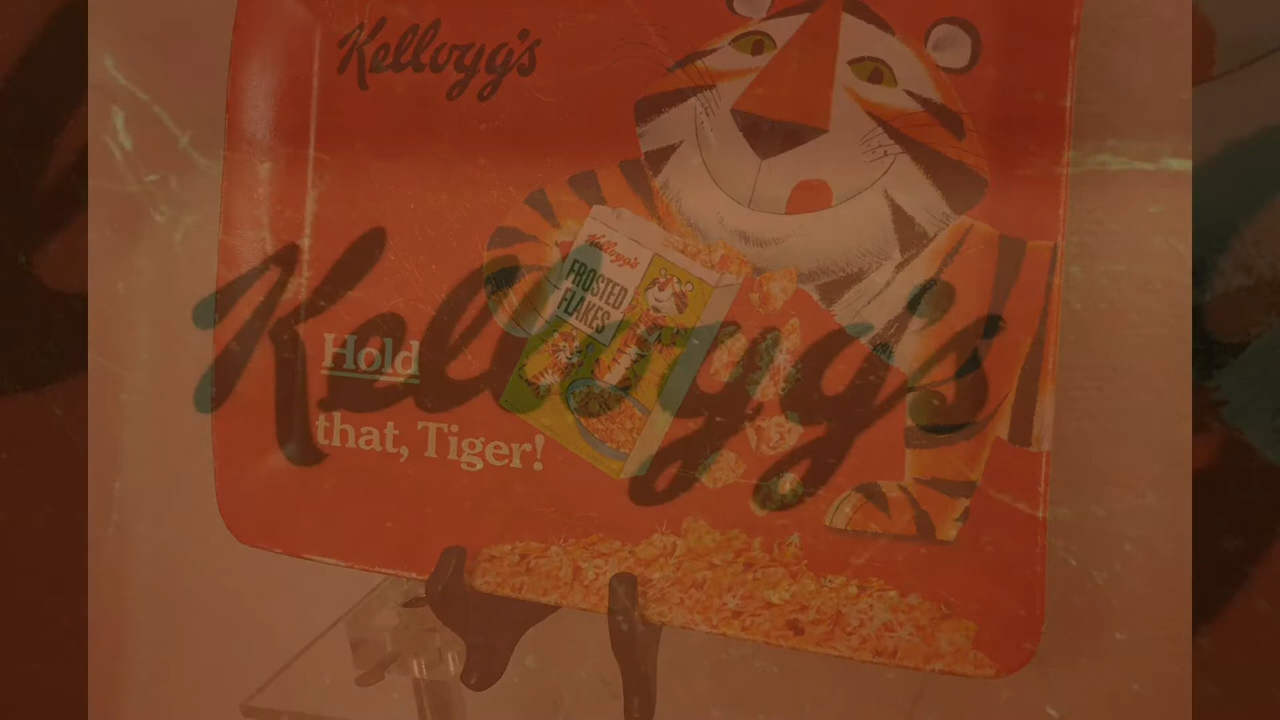 Kellogg's
Kellogg's
FROSTED
FLAKES
Kellogg's
Hold
that, Tiger!